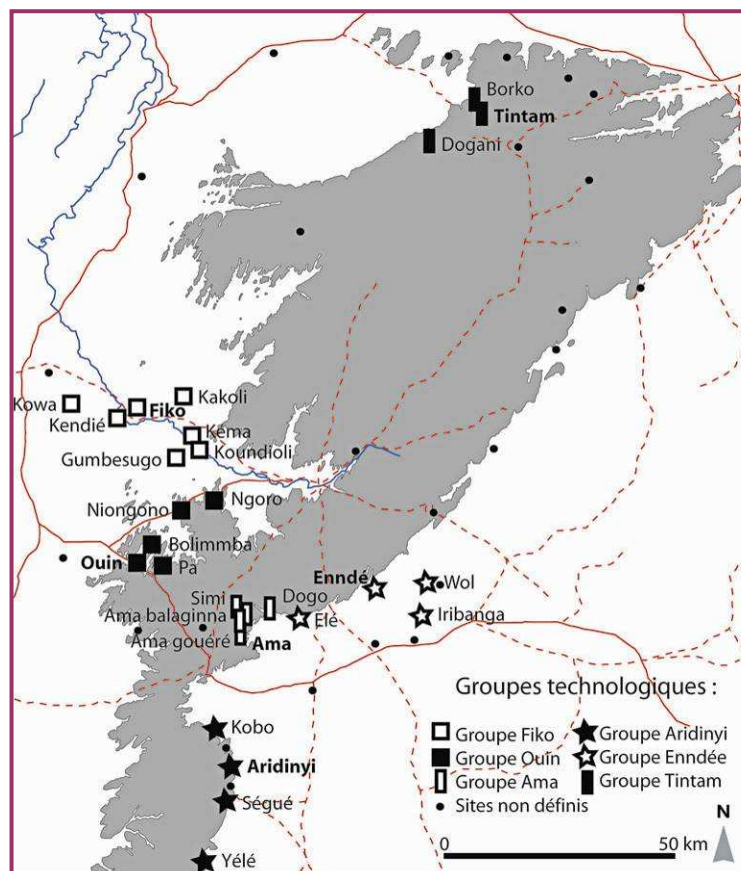 Borko
Tintam
Dogani
Kakoli
Kowa
Fiko
Kendié
Kéma
Koundioli
Gumbesugo
Ngoro
Niongono
Bolimmba
Ouin
Pa
Enndé
Wol
Simi
Dogo
Ama balaginna
Elé
Iribanga
Ama gouéré
Ama
Groupes technologiques :
Kobo
Groupe Fiko
Groupe Aridinyi
Groupe Ouin
Groupe Enndée
Aridinyi
Groupe Ama
Groupe Tintam
Ségué
Sites non définis
N
0
50 km
Yélé